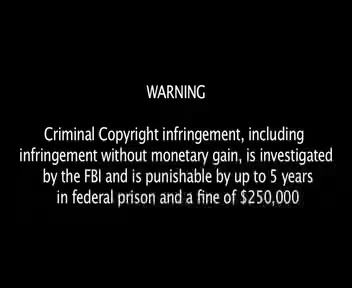 WARNING
Criminal Copyright infringement, including
infringement without monetary gain, is investigated
by the FBI and is punishable by up to 5 years
in federal prison and a fine of $250,000